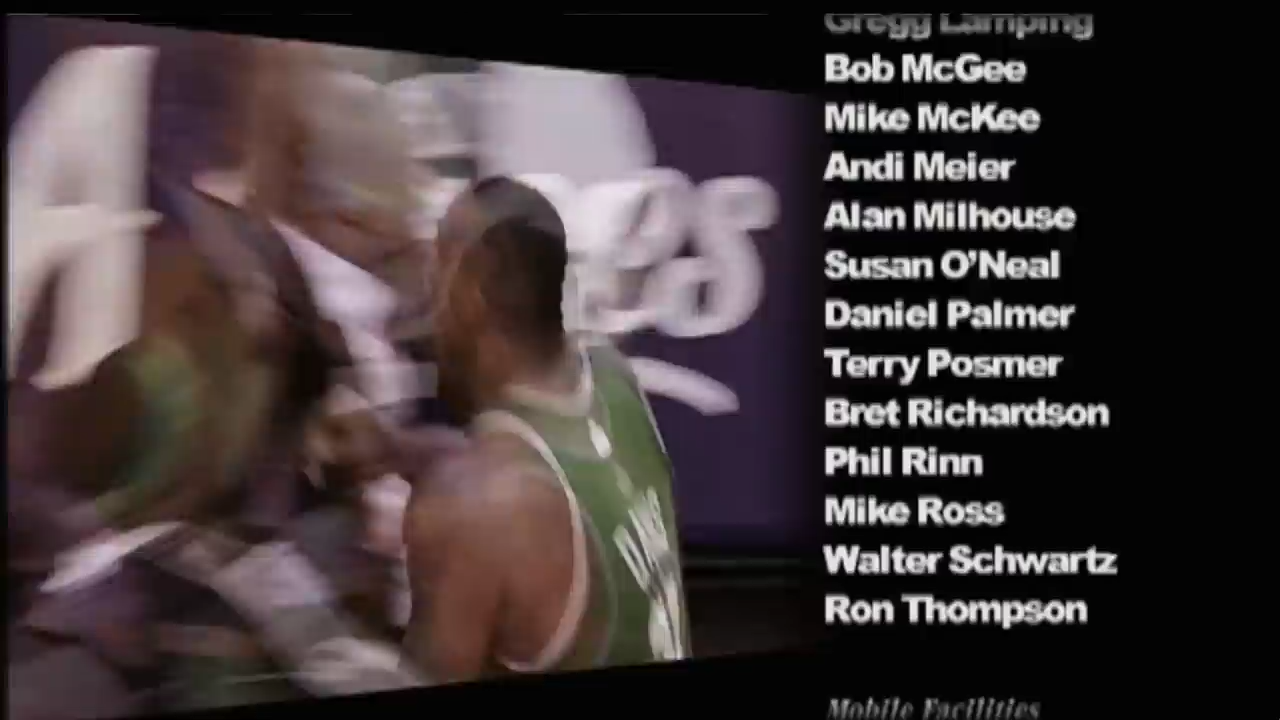 Gregg Lamping
Bob McGee
Mike McKee
Andi Meier
Alan Milhouse
Susan O'Neal
Daniel Palmer
Terry Posmer
Bret Richardson
Phil Rinn
Mike Ross
Walter Schwartz
Ron Thompson
Mobile Facilities